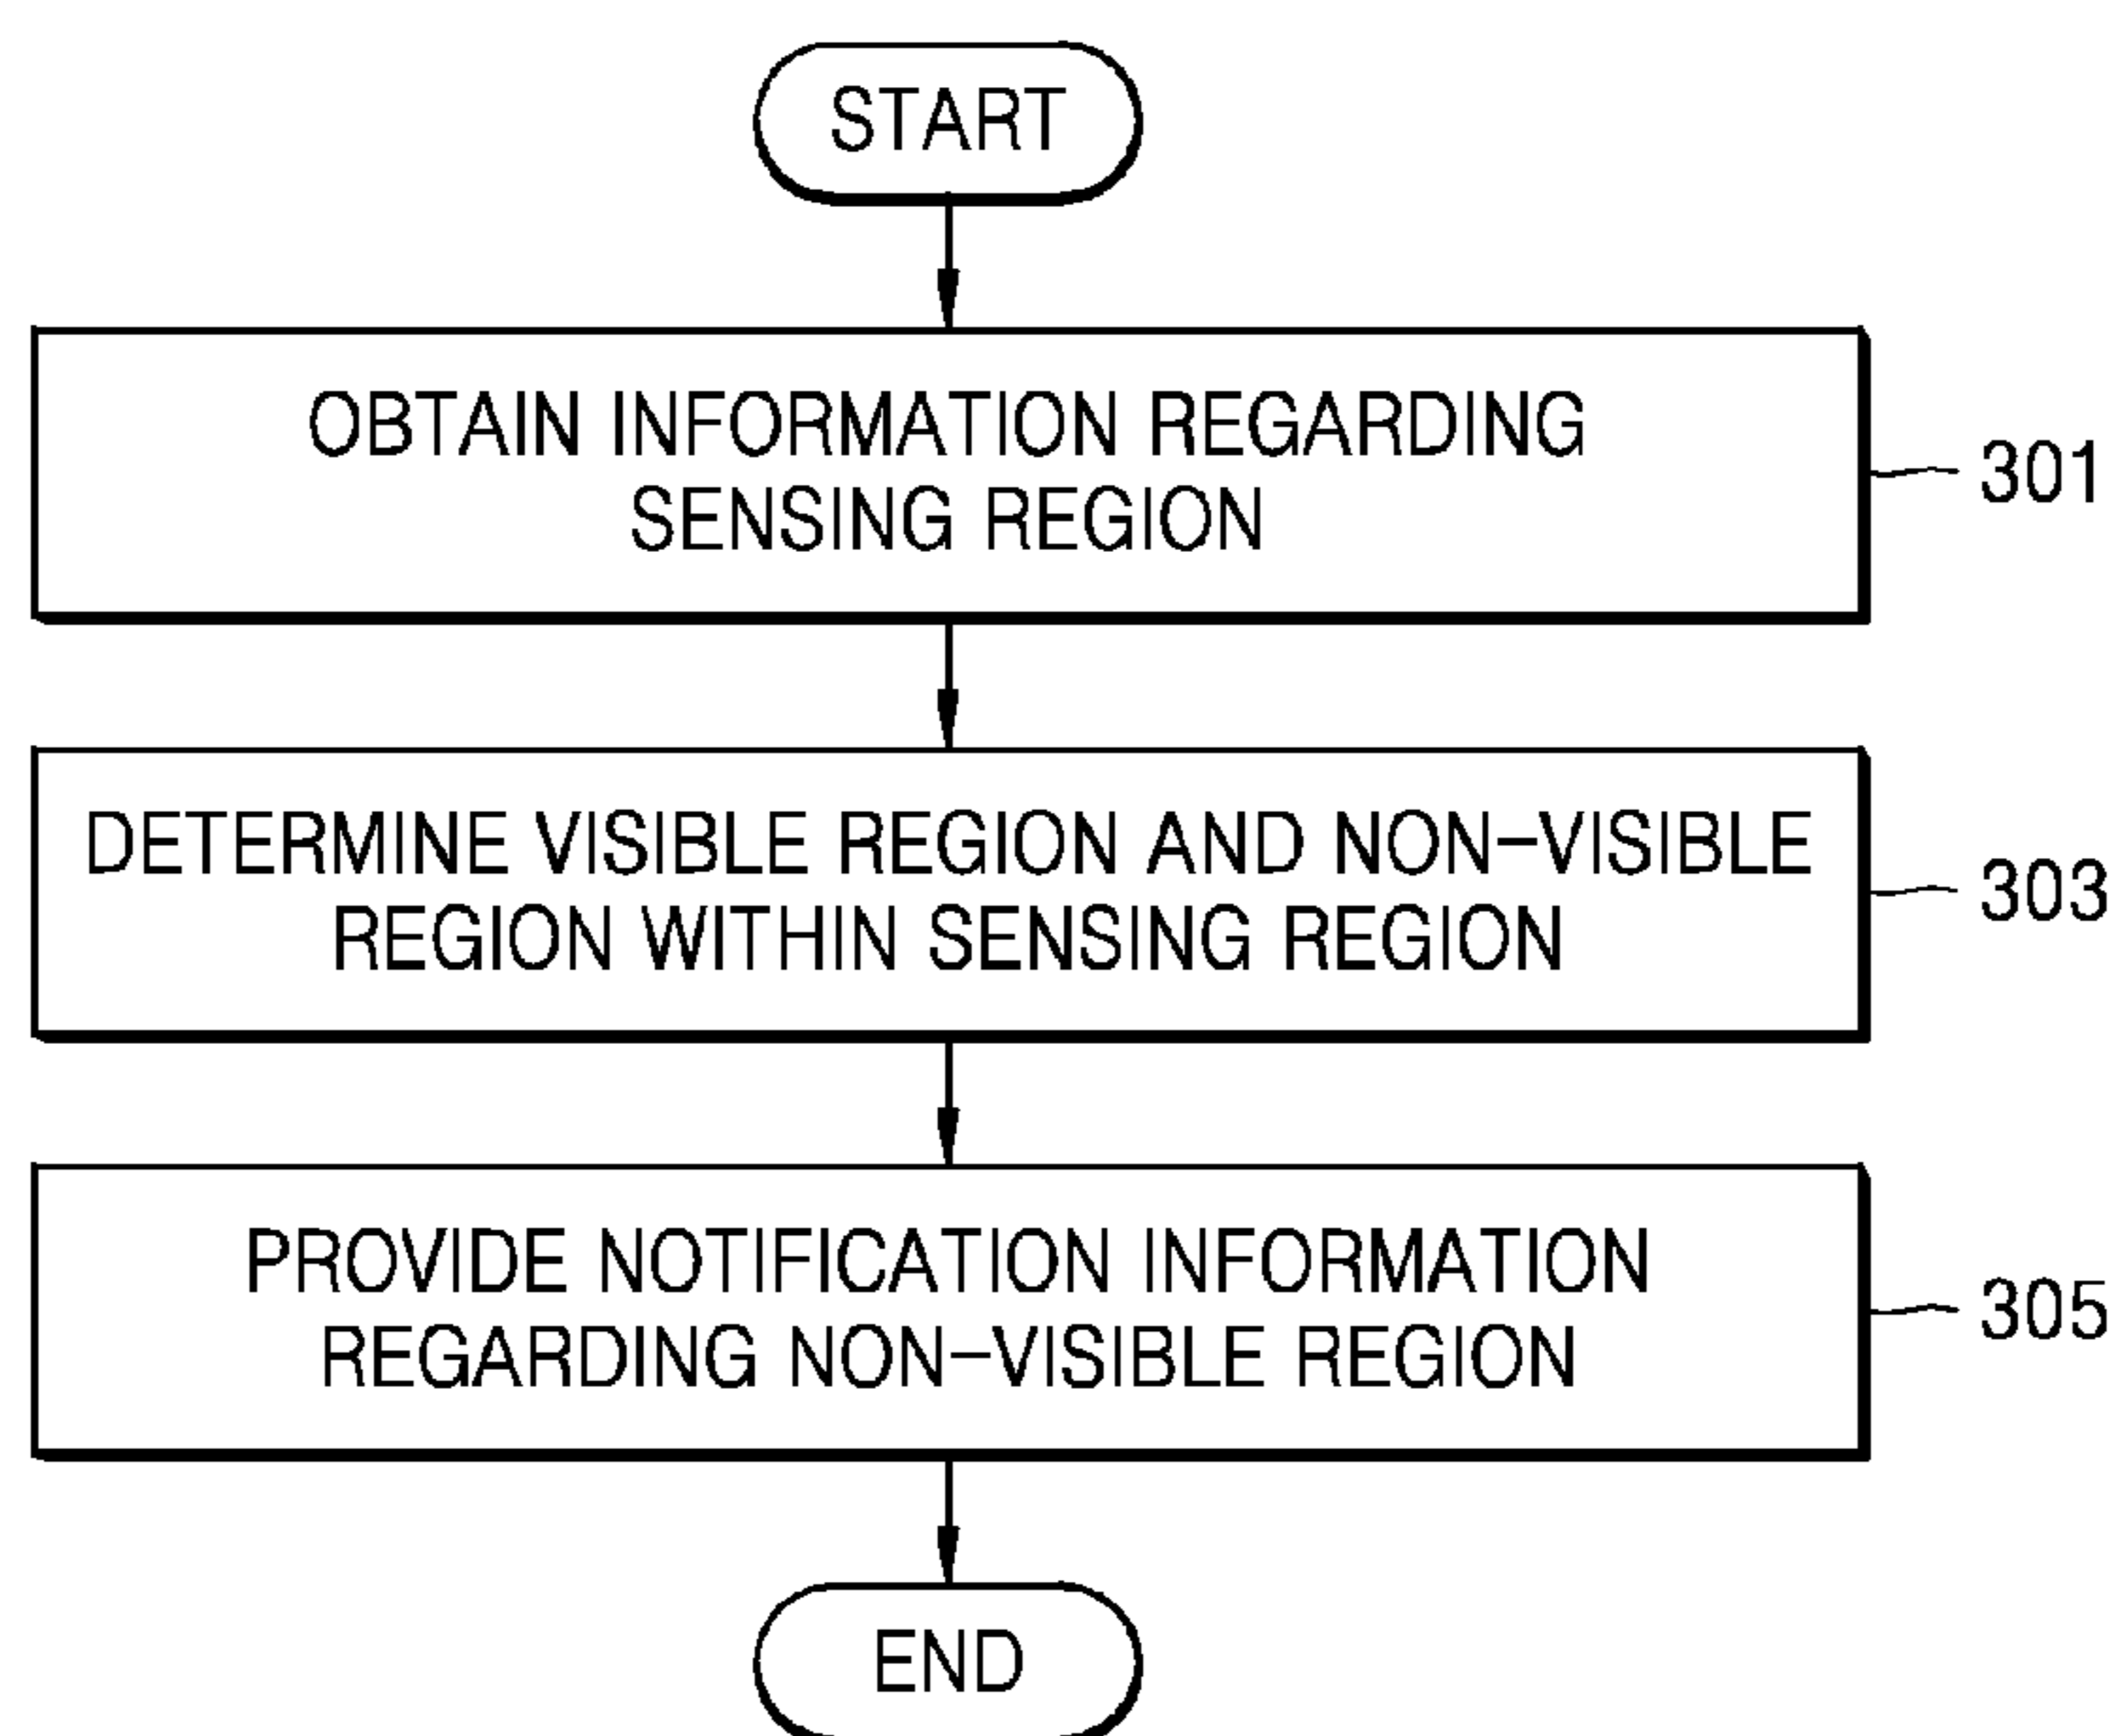 START
OBTAIN INFORMATION REGARDING
SENSING REGION
301
DETERMINE VISIBLE REGION AND NON-VISIBLE
REGION WITHIN SENSING REGION
303
PROVIDE NOTIFICATION INFORMATION
REGARDING NON-VISIBLE REGION
305
END